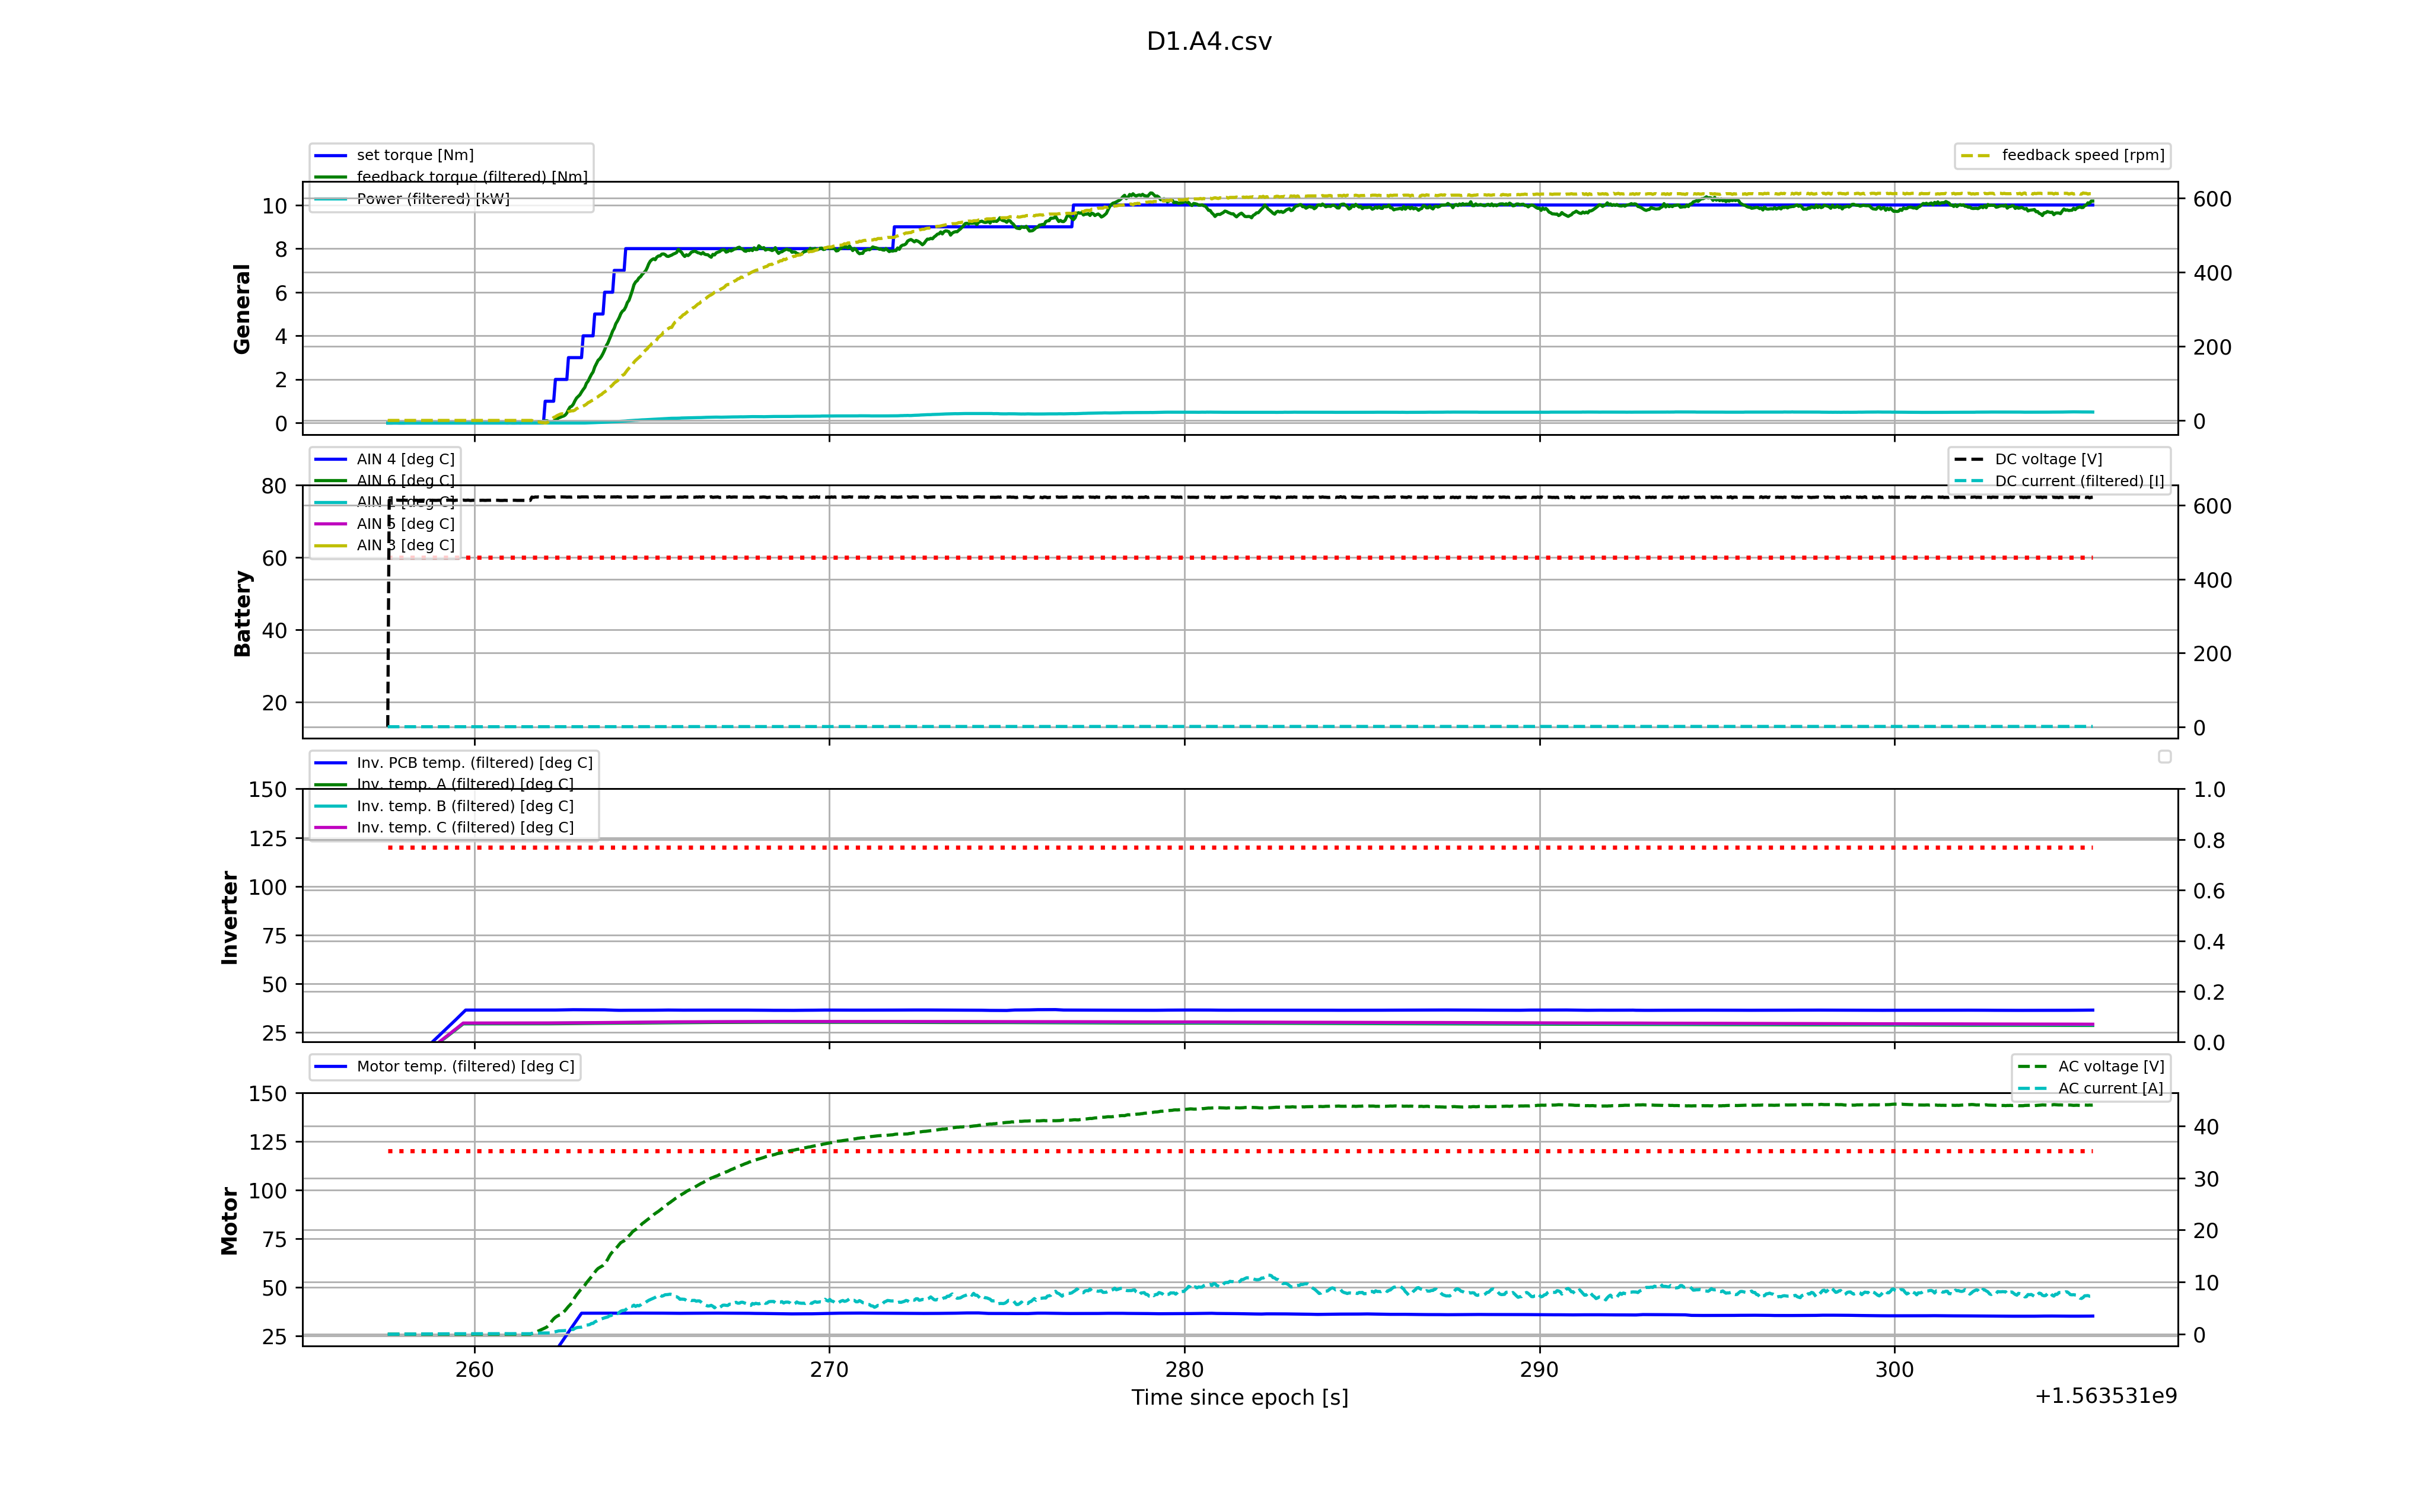 D1.A4.csv
set torque [Nm]
feedback torque (filtered) [Nm]
Power (filtered) [kW]
feedback speed [rpm]
General
10
8
6
4
2
0
600
400
200
0
AIN 4 [deg C]
AIN 6 [deg C]
AIN 1 [deg C]
AIN 5 [deg C]
AIN 3 [deg C]
DC voltage [V]
DC current (filtered) [I]
Battery
80
60
40
20
600
400
200
0
Inv. PCB temp. (filtered) [deg C]
Inv. temp. A (filtered) [deg C]
Inv. temp. B (filtered) [deg C]
Inv. temp. C (filtered) [deg C]
Inverter
150
125
100
75
50
25
1.0
0.8
0.6
0.4
0.2
0.0
Motor temp. (filtered) [deg C]
AC voltage [V]
AC current [A]
Motor
150
125
100
75
50
25
40
30
20
10
0
260 270 280 290 300
Time since epoch [s]
+1.563531e9